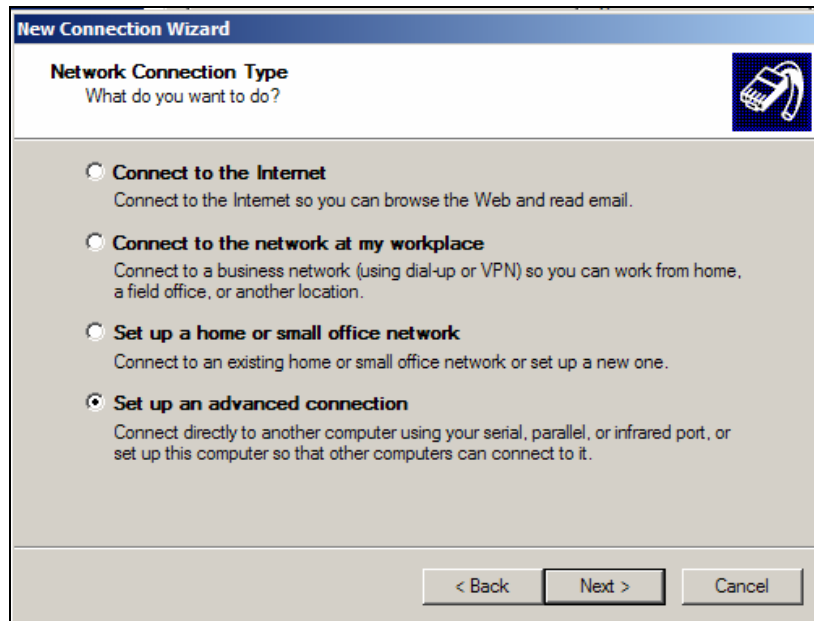 New Connection Wizard
Network Connection Type
What do you want to do?
Connect to the Internet
Connect to the Internet so you can browse the Web and read email.
Connect to the network at my workplace
Connect to a business network (using dial-up or VPN) so you can work from home,
a field office, or another location.
Set up a home or small office network
Connect to an existing home or small office network or set up a new one.
Set up an advanced connection
Connect directly to another computer using your serial, parallel, or infrared port, or
set up this computer so that other computers can connect to it.
< Back Next > Cancel